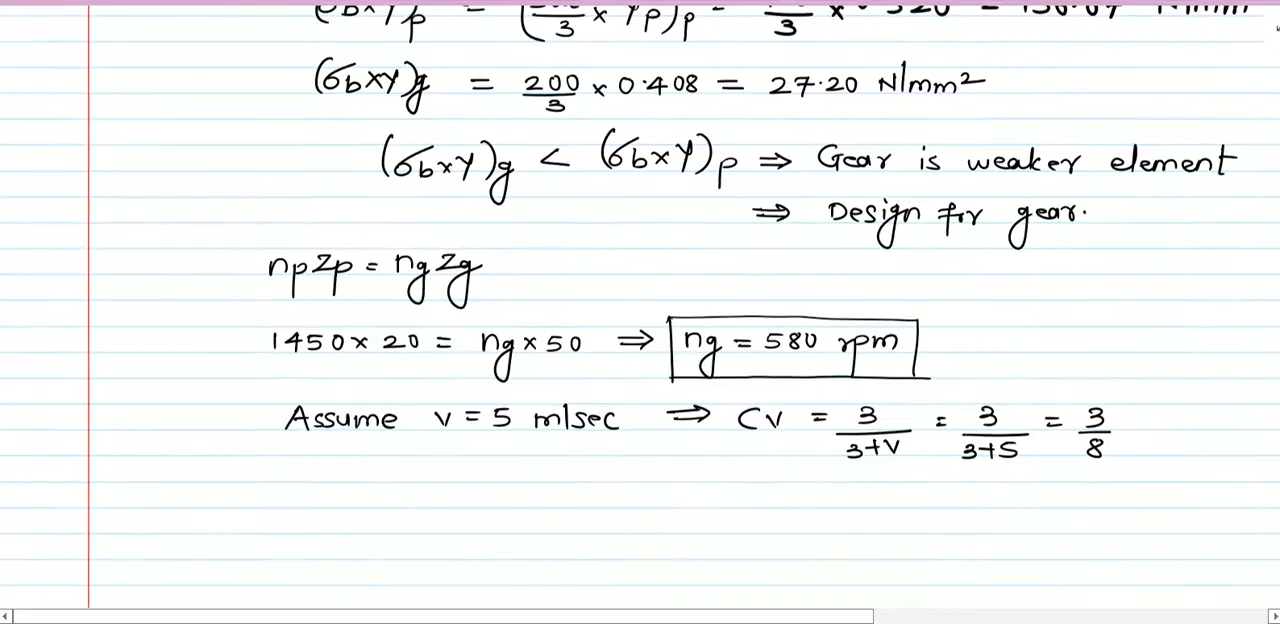 (σb×Y)g = 200/3 × 0.408 = 27.20 N/mm2
(σb×Y)g < (σb×Y)p ⇒ Gear is weaker element
⇒ Design for gear.
npzp = ngzg
1450 × 20 = ng × 50 ⇒ ng = 580 rpm
Assume v = 5 m/sec ⇒ Cv = 3/3+v = 3/3+5 = 3/8